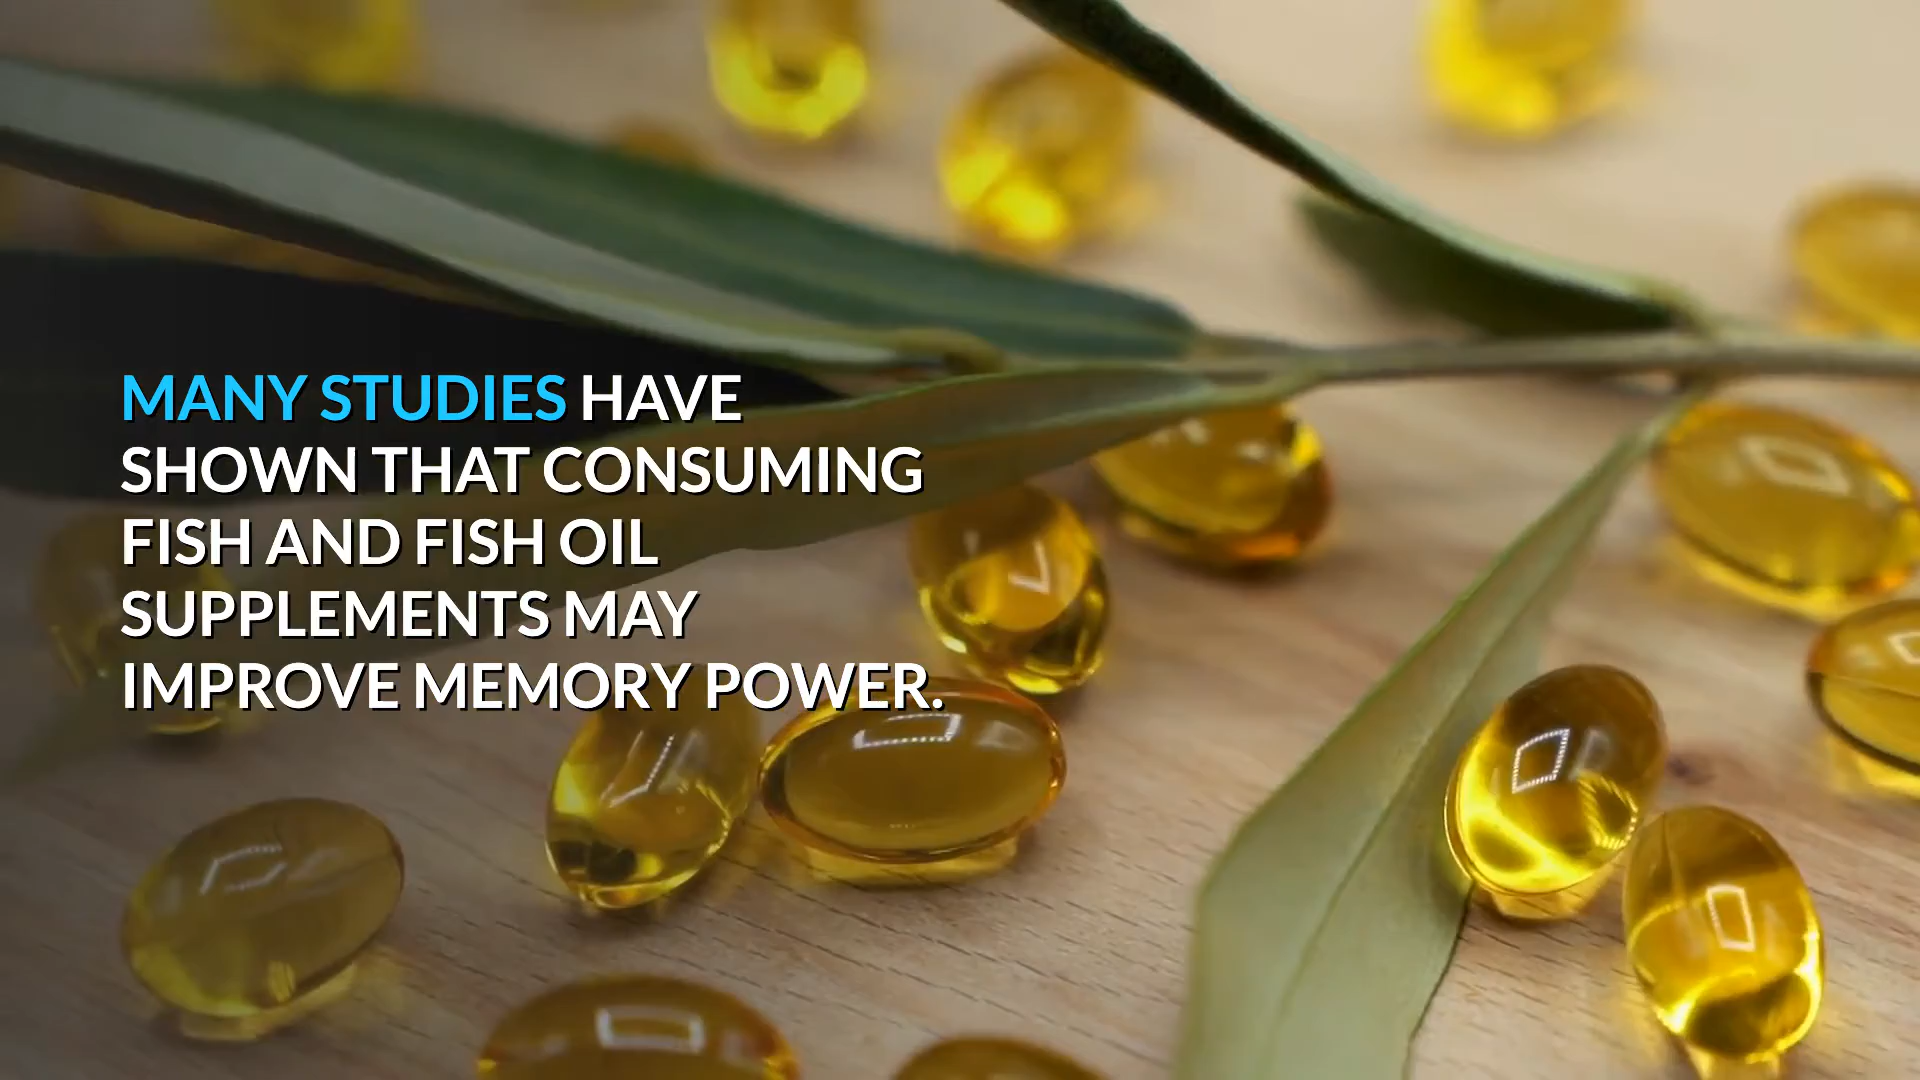 MANY STUDIES HAVE
SHOWN THAT CONSUMING
FISH AND FISH OIL
SUPPLEMENTS MAY
IMPROVE MEMORY POWER.